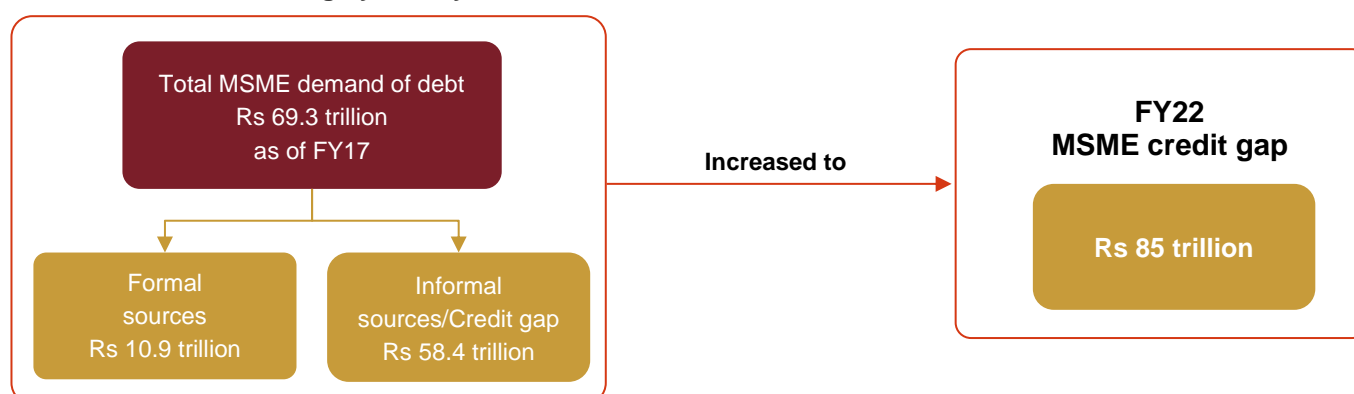 Total MSME demand of debt
Rs 69.3 trillion
as of FY17
Formal
sources
Rs 10.9 trillion
Informal
sources/Credit gap
Rs 58.4 trillion
Increased to
FY22
MSME credit gap
Rs 85 trillion